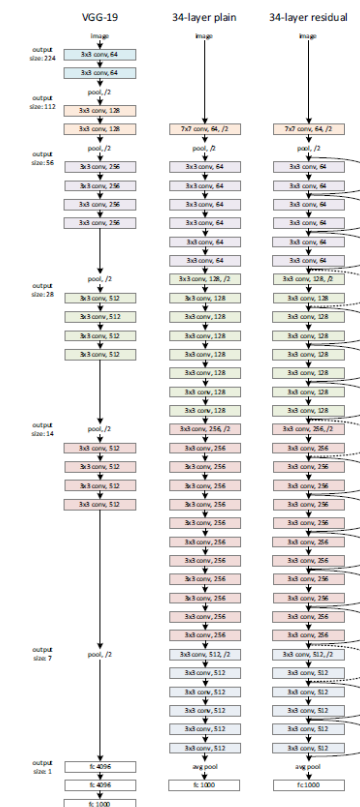 VGG-19
image
output size: 224
3x3 conv, 64
3x3 conv, 64
pool, /2
output size: 112
3x3 conv, 128
3x3 conv, 128
pool, /2
output size: 56
3x3 conv, 256
3x3 conv, 256
3x3 conv, 256
3x3 conv, 256
pool, /2
output size: 28
3x3 conv, 512
3x3 conv, 512
3x3 conv, 512
3x3 conv, 512
pool, /2
output size: 14
3x3 conv, 512
3x3 conv, 512
3x3 conv, 512
3x3 conv, 512
pool, /2
output size: 7
output size: 1
fc 4096
fc 4096
fc 1000
34-layer plain
image
7x7 conv, 64, /2
pool, /2
3x3 conv, 64
3x3 conv, 64
3x3 conv, 64
3x3 conv, 64
3x3 conv, 64
3x3 conv, 64
3x3 conv, 128, /2
3x3 conv, 128
3x3 conv, 128
3x3 conv, 128
3x3 conv, 128
3x3 conv, 128
3x3 conv, 128
3x3 conv, 128
3x3 conv, 256, /2
3x3 conv, 256
3x3 conv, 256
3x3 conv, 256
3x3 conv, 256
3x3 conv, 256
3x3 conv, 256
3x3 conv, 256
3x3 conv, 256
3x3 conv, 256
3x3 conv, 256
3x3 conv, 256
3x3 conv, 512, /2
3x3 conv, 512
3x3 conv, 512
3x3 conv, 512
3x3 conv, 512
3x3 conv, 512
avg pool
fc 1000
34-layer residual
image
7x7 conv, 64, /2
pool, /2
3x3 conv, 64
3x3 conv, 64
3x3 conv, 64
3x3 conv, 64
3x3 conv, 64
3x3 conv, 64
3x3 conv, 128, /2
3x3 conv, 128
3x3 conv, 128
3x3 conv, 128
3x3 conv, 128
3x3 conv, 128
3x3 conv, 128
3x3 conv, 128
3x3 conv, 256, /2
3x3 conv, 256
3x3 conv, 256
3x3 conv, 256
3x3 conv, 256
3x3 conv, 256
3x3 conv, 256
3x3 conv, 256
3x3 conv, 256
3x3 conv, 256
3x3 conv, 256
3x3 conv, 256
3x3 conv, 512, /2
3x3 conv, 512
3x3 conv, 512
3x3 conv, 512
3x3 conv, 512
3x3 conv, 512
avg pool
fc 1000